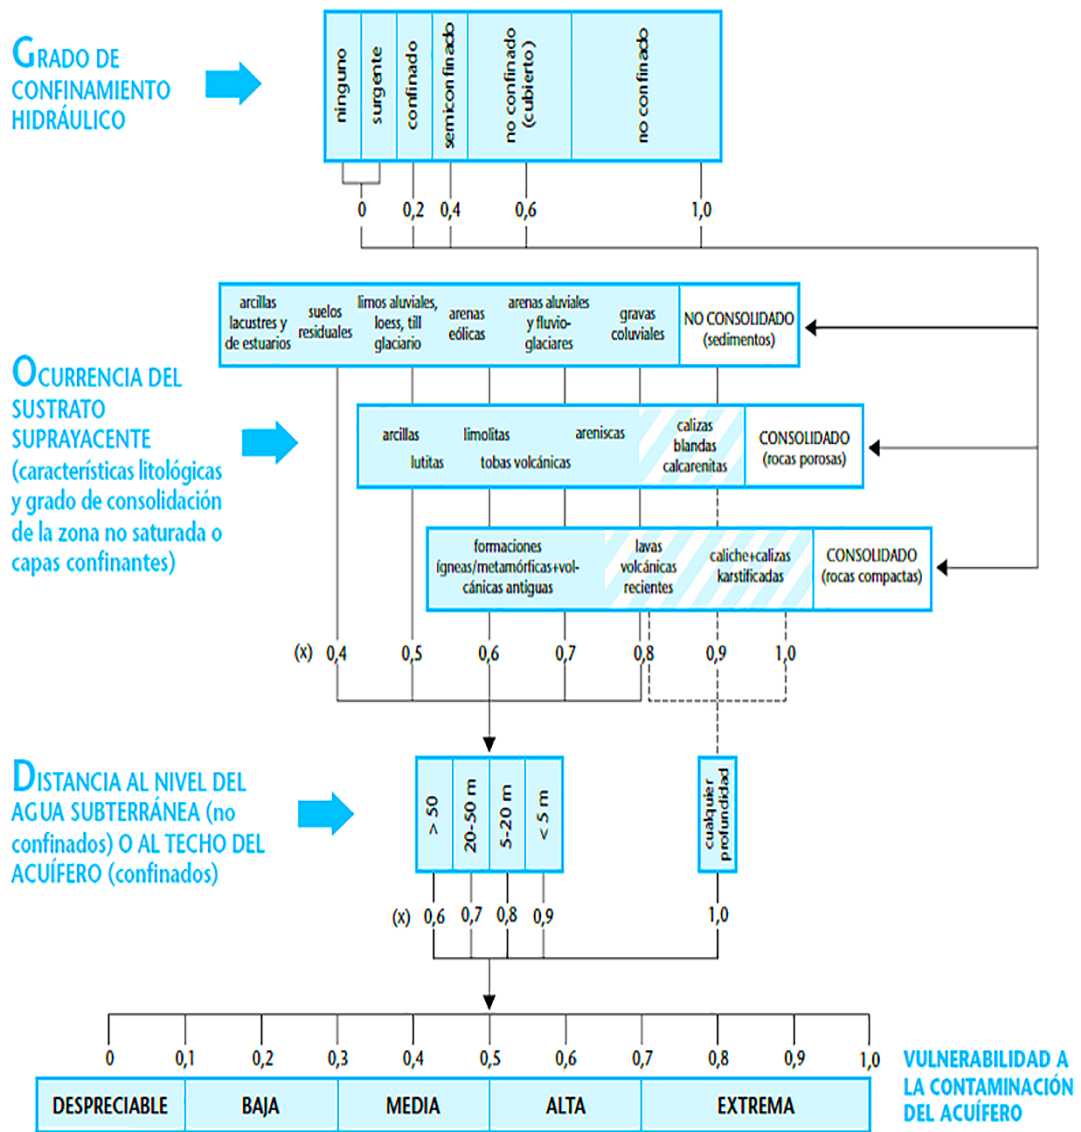 GRADO DE
CONFINAMIENTO
HIDRÁULICO
ninguno
surgente
confinado
semiconfinado
no confinado
(cubierto)
no confinado
0 0,2 0,4 0,6 1,0
OCURRENCIA DEL
SUSTRATO
SUPRAYACENTE
(características litológicas
y grado de consolidación
de la zona no saturada o
capas confinantes)
arcillas
lacustres y
de estuarios
suelos
residuales
limos aluviales,
loess, till
glaciario
arenas
eólicas
arenas aluviales
y fluvio-
glaciares
gravas
coluviales
NO CONSOLIDADO
(sedimentos)
arcillas
lutitas
limolitas
tobas volcánicas
areniscas
calizas
blandas
calcarenitas
CONSOLIDADO
(rocas porosas)
formaciones
ígneas/metamórficas+vol-
cánicas antiguas
lavas
volcánicas
recientes
caliche+calizas
karstificadas
CONSOLIDADO
(rocas compactas)
(x) 0,4 0,5 0,6 0,7 0,8 0,9 1,0
DISTANCIA AL NIVEL DEL
AGUA SUBTERRÁNEA (no
confinados) O AL TECHO DEL
ACUÍFERO (confinados)
> 50
20-50 m
5-20 m
< 5 m
cualquier
profundidad
(x) 0,6 0,7 0,8 0,9 1,0
0 0,1 0,2 0,3 0,4 0,5 0,6 0,7 0,8 0,9 1,0
DESPRECIABLE BAJA MEDIA ALTA EXTREMA
VULNERABILIDAD A
LA CONTAMINACIÓN
DEL ACUÍFERO